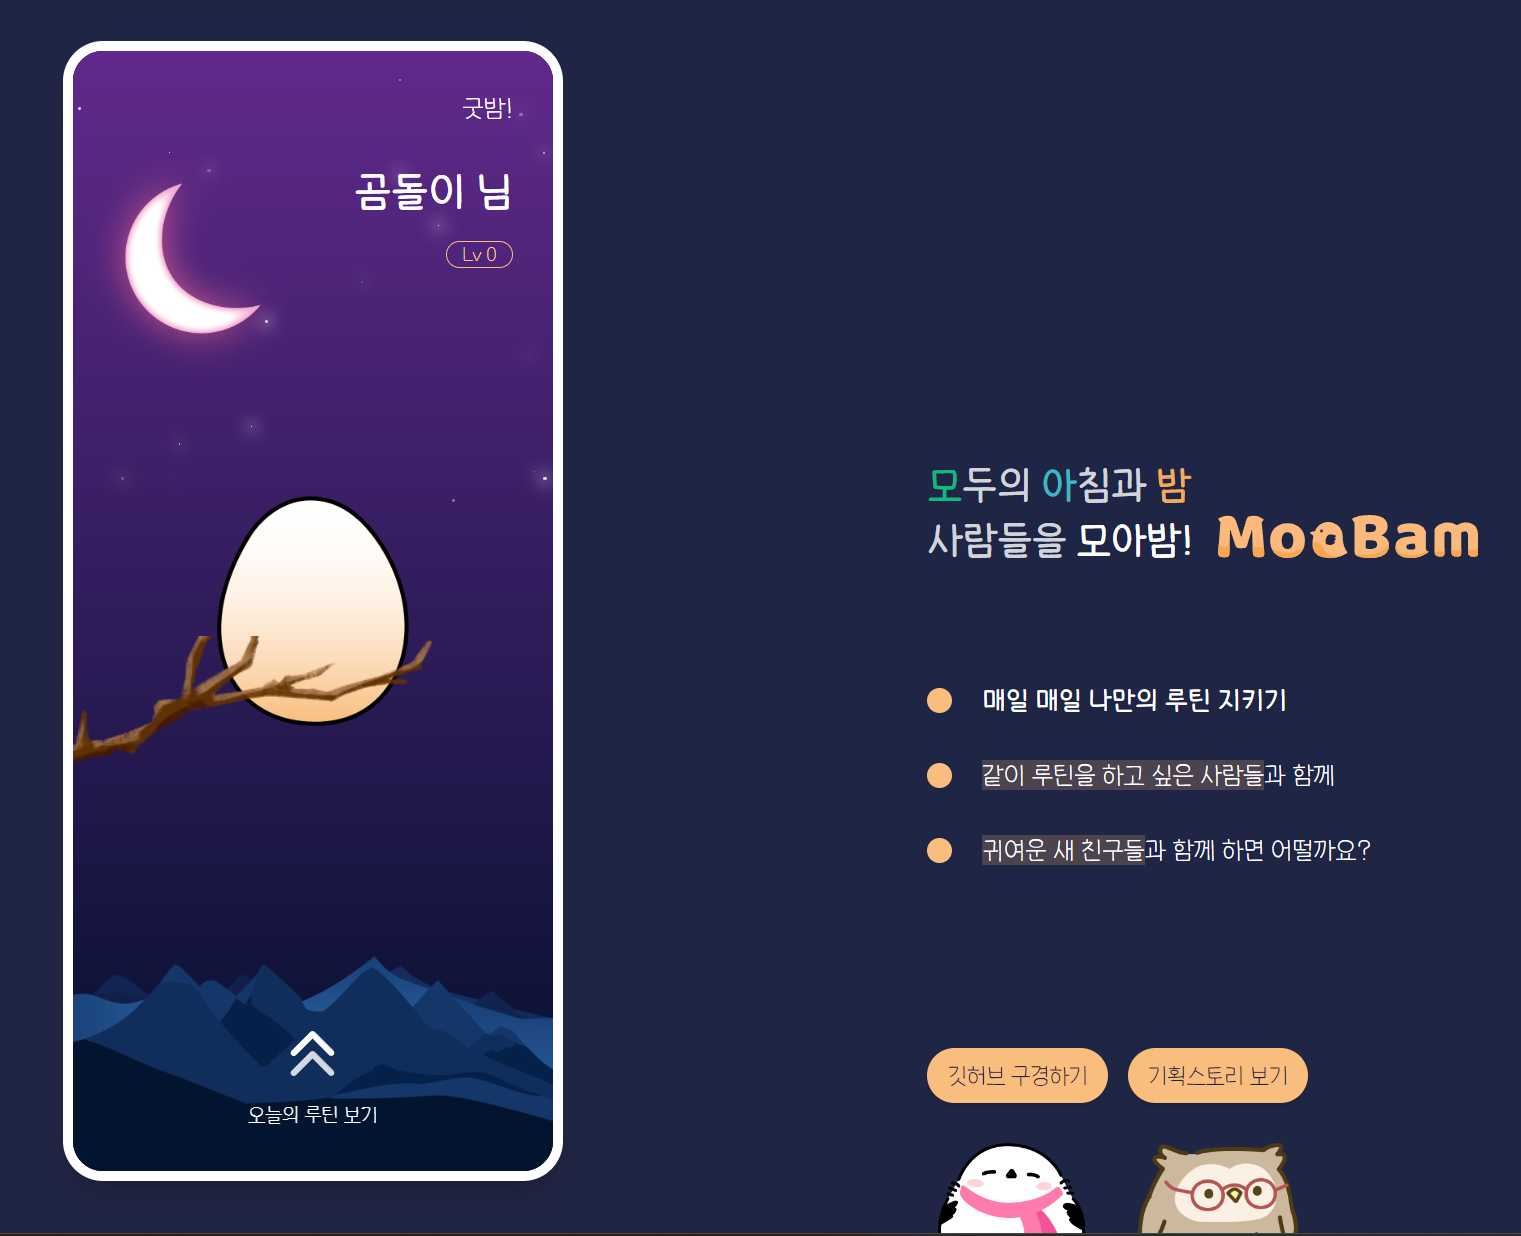 굿밤!
곰돌이 님
Lv 0
오늘의 루틴 보기
모두의 아침과 밤
사람들을 모아밤! MooBam
매일 매일 나만의 루틴 지키기
같이 루틴을 하고 싶은 사람들과 함께
귀여운 새 친구들과 함께 하면 어떨까요?
깃허브 구경하기
기획스토리 보기